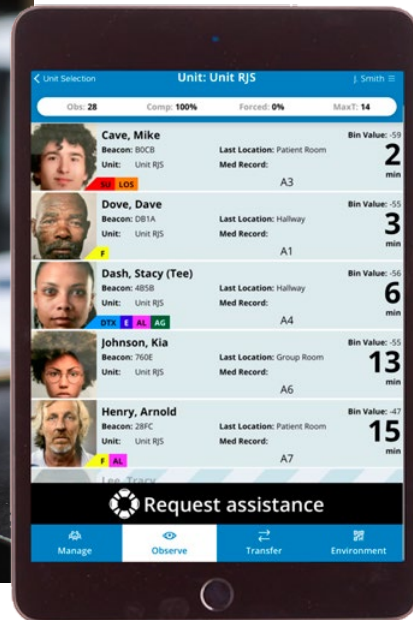 Unit Selection
Unit: Unit RJS
J. Smith
Obs: 28 Comp: 100% Forced: 0% MaxT: 14
Cave, Mike
Bin Value: -59
Beacon: B0CB
Last Location: Patient Room
2
Unit: Unit RJS
Med Record:
min
A3
SU LOS
Dove, Dave
Bin Value: -55
Beacon: DB1A
Last Location: Hallway
3
Unit: Unit RJS
Med Record:
min
A1
F
Dash, Stacy (Tee)
Bin Value: -56
Beacon: 4B5B
Last Location: Hallway
6
Unit: Unit RJS
Med Record:
min
A4
DTX E AL AG
Johnson, Kia
Bin Value: -55
Beacon: 760E
Last Location: Group Room
13
Unit: Unit RJS
Med Record:
min
A6
Henry, Arnold
Bin Value: -47
Beacon: 28FC
Last Location: Patient Room
15
Unit: Unit RJS
Med Record:
min
A7
F AL
Lee, Tracy
Request assistance
Manage Observe Transfer Environment